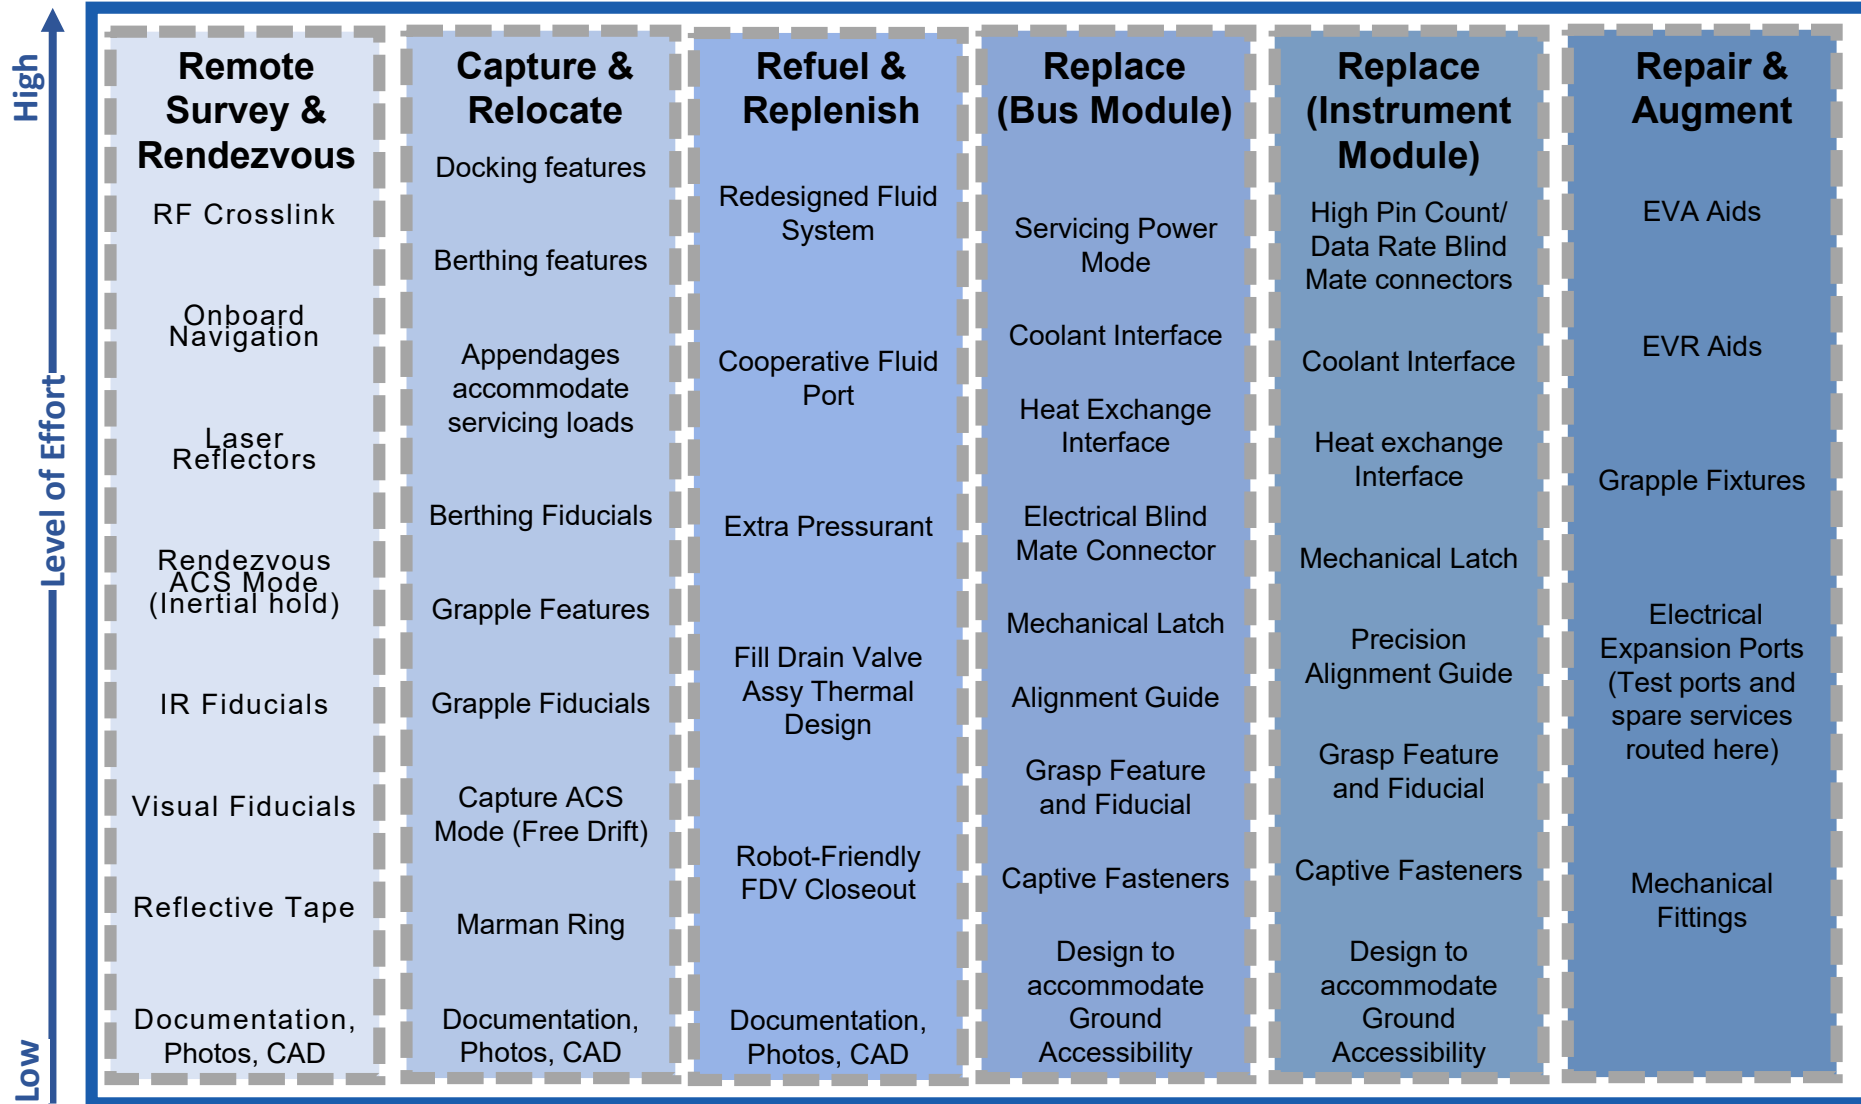 High
Level of Effort
Low
Remote
Survey &
Rendezvous
RF Crosslink
Onboard
Navigation
Laser
Reflectors
Rendezvous
ACS Mode
(Inertial hold)
IR Fiducials
Visual Fiducials
Reflective Tape
Documentation,
Photos, CAD
Capture &
Relocate
Docking features
Berthing features
Appendages
accommodate
servicing loads
Berthing Fiducials
Grapple Features
Grapple Fiducials
Capture ACS
Mode (Free Drift)
Marman Ring
Documentation,
Photos, CAD
Refuel &
Replenish
Redesigned Fluid
System
Cooperative Fluid
Port
Extra Pressurant
Fill Drain Valve
Assy Thermal
Design
Robot-Friendly
FDV Closeout
Documentation,
Photos, CAD
Replace
(Bus Module)
Servicing Power
Mode
Coolant Interface
Heat Exchange
Interface
Electrical Blind
Mate Connector
Mechanical Latch
Alignment Guide
Grasp Feature
and Fiducial
Captive Fasteners
Design to
accommodate
Ground
Accessibility
Replace
(Instrument
Module)
High Pin Count/
Data Rate Blind
Mate connectors
Coolant Interface
Heat exchange
Interface
Mechanical Latch
Precision
Alignment Guide
Grasp Feature
and Fiducial
Captive Fasteners
Design to
accommodate
Ground
Accessibility
Repair &
Augment
EVA Aids
EVR Aids
Grapple Fixtures
Electrical
Expansion Ports
(Test ports and
spare services
routed here)
Mechanical
Fittings